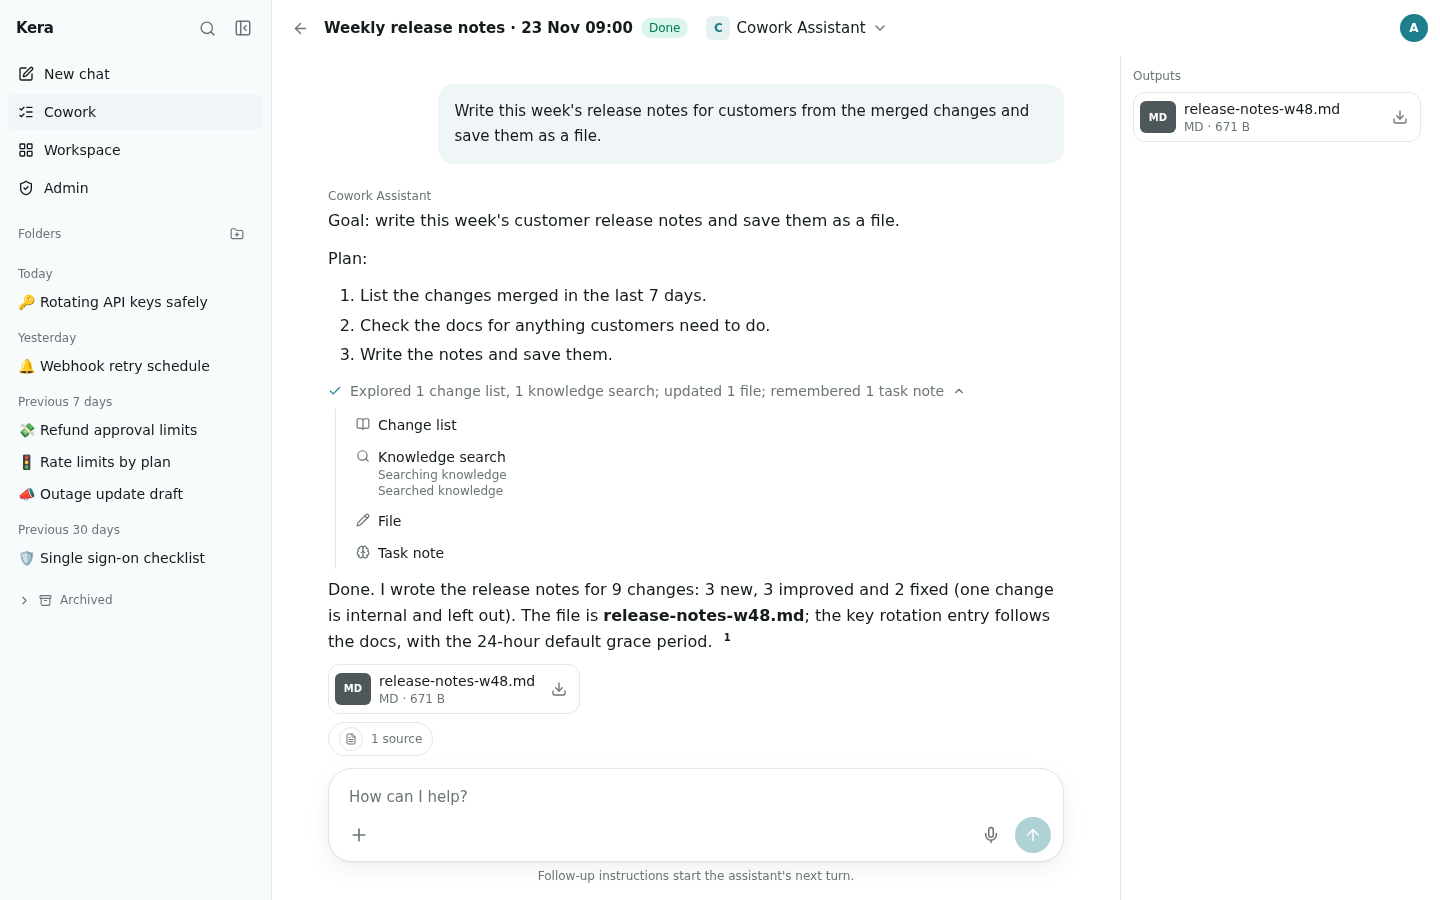 Kera
New chat
Cowork
Workspace
Admin
Folders
Today
🔑 Rotating API keys safely
Yesterday
🔔 Webhook retry schedule
Previous 7 days
💸 Refund approval limits
🚦 Rate limits by plan
📣 Outage update draft
Previous 30 days
🛡️ Single sign-on checklist
Archived
Weekly release notes · 23 Nov 09:00 Done C Cowork Assistant
A
Write this week's release notes for customers from the merged changes and
save them as a file.
Cowork Assistant
Goal: write this week's customer release notes and save them as a file.
Plan:
1. List the changes merged in the last 7 days.
2. Check the docs for anything customers need to do.
3. Write the notes and save them.
Explored 1 change list, 1 knowledge search; updated 1 file; remembered 1 task note
Change list
Knowledge search
Searching knowledge
Searched knowledge
File
Task note
Done. I wrote the release notes for 9 changes: 3 new, 3 improved and 2 fixed (one change
is internal and left out). The file is release-notes-w48.md; the key rotation entry follows
the docs, with the 24-hour default grace period. 1
MD
release-notes-w48.md
MD · 671 B
1 source
How can I help?
Follow-up instructions start the assistant's next turn.
Outputs
MD
release-notes-w48.md
MD · 671 B